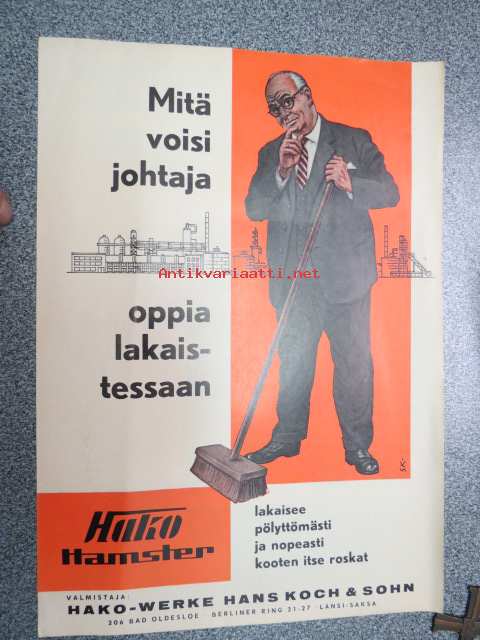 Mitä
voisi
johtaja
Antikvariaatti.net
oppia
lakais-
tessaan
SK-
Hako
Hamster
lakaisee
pölyttömästi
ja nopeasti
kooten itse roskat
VALMISTAJA:
HAKO-WERKE HANS KOCH & SOHN
206 BAD OLDESLOE · BERLINER RING 21-27 · LÄNSI-SAKSA